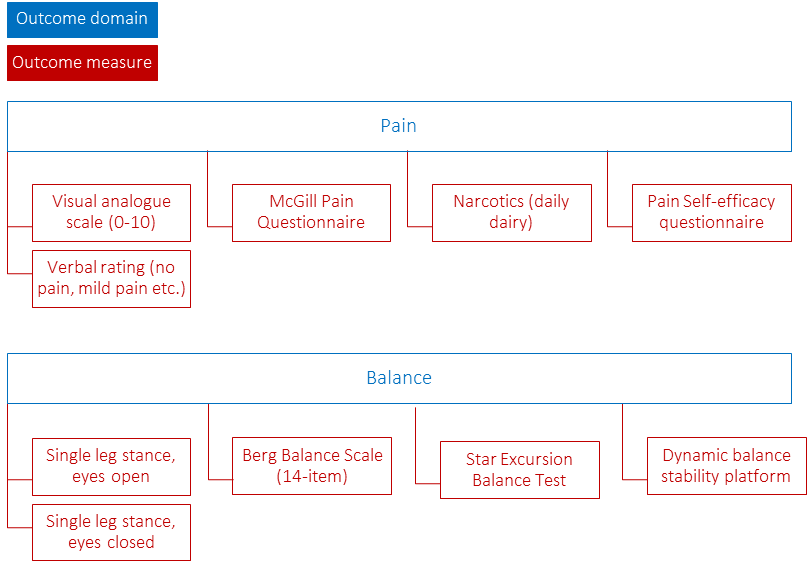 Outcome domain
Outcome measure
Pain
Visual analogue
scale (0-10)
McGill Pain
Questionnaire
Narcotics (daily
dairy)
Pain Self-efficacy
questionnaire
Verbal rating (no
pain, mild pain etc.)
Balance
Single leg stance,
eyes open
Berg Balance Scale
(14-item)
Star Excursion
Balance Test
Dynamic balance
stability platform
Single leg stance,
eyes closed